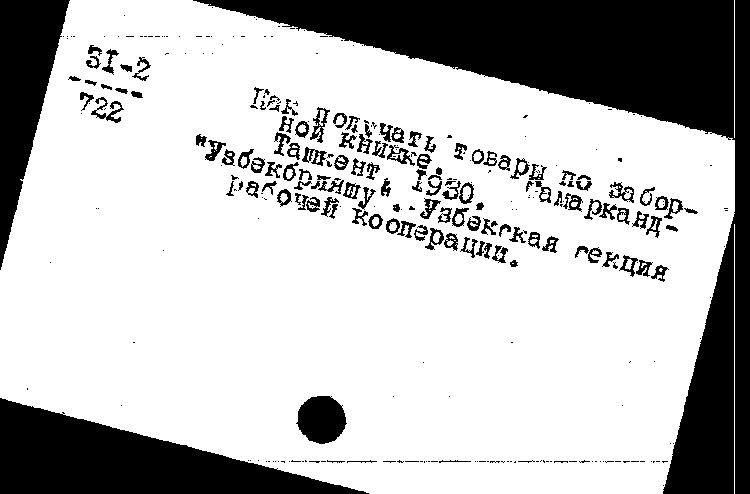 31-2
-----
722
Как получать товары по забор-
ной книжке. Самарканд-
Ташкент, 1930.
"Узбекбрляшу". Узбекская секция
рабочей кооперации.